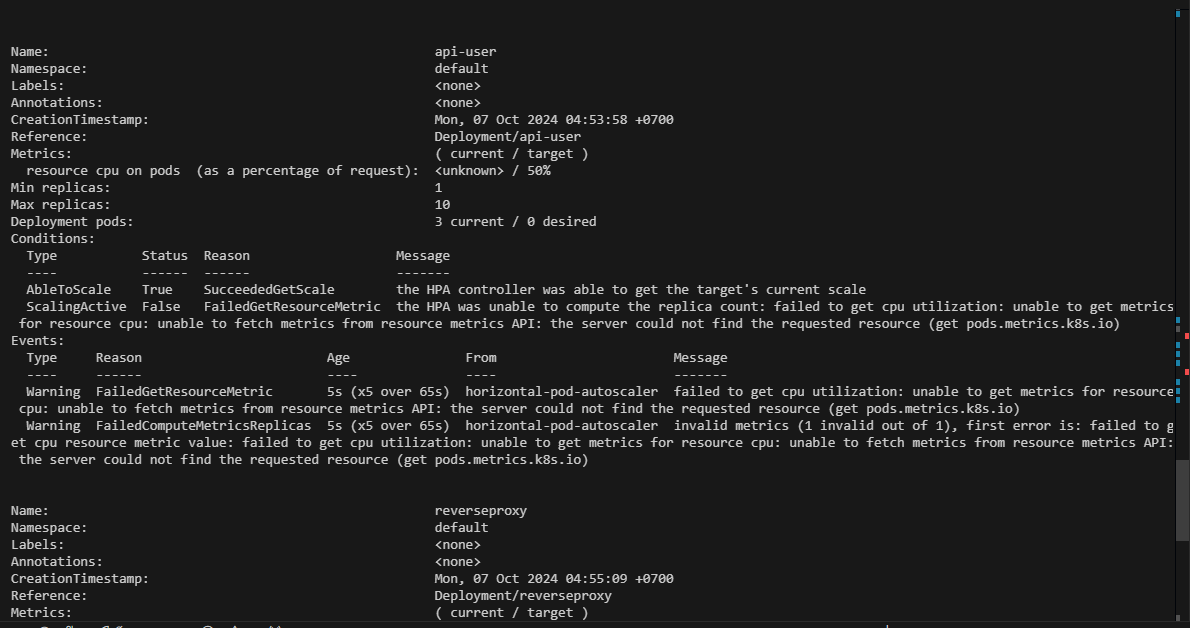 Name:                                                  api-user
Namespace:                                             default
Labels:                                                <none>
Annotations:                                           <none>
CreationTimestamp:                                     Mon, 07 Oct 2024 04:53:58 +0700
Reference:                                             Deployment/api-user
Metrics:                                               ( current / target )
  resource cpu on pods  (as a percentage of request):  <unknown> / 50%
Min replicas:                                          1
Max replicas:                                          10
Deployment pods:                                       3 current / 0 desired
Conditions:
  Type           Status  Reason                   Message
  ----           ------  ------                   -------
  AbleToScale    True    SucceededGetScale        the HPA controller was able to get the target's current scale
  ScalingActive  False   FailedGetResourceMetric  the HPA was unable to compute the replica count: failed to get cpu utilization: unable to get metrics
 for resource cpu: unable to fetch metrics from resource metrics API: the server could not find the requested resource (get pods.metrics.k8s.io)
Events:
  Type     Reason                        Age               From                       Message
  ----     ------                        ----              ----                       -------
  Warning  FailedGetResourceMetric       5s (x5 over 65s)  horizontal-pod-autoscaler  failed to get cpu utilization: unable to get metrics for resource
 cpu: unable to fetch metrics from resource metrics API: the server could not find the requested resource (get pods.metrics.k8s.io)
  Warning  FailedComputeMetricsReplicas  5s (x5 over 65s)  horizontal-pod-autoscaler  invalid metrics (1 invalid out of 1), first error is: failed to g
et cpu resource metric value: failed to get cpu utilization: unable to get metrics for resource cpu: unable to fetch metrics from resource metrics API:
 the server could not find the requested resource (get pods.metrics.k8s.io)
Name:                                                  reverseproxy
Namespace:                                             default
Labels:                                                <none>
Annotations:                                           <none>
CreationTimestamp:                                     Mon, 07 Oct 2024 04:55:09 +0700
Reference:                                             Deployment/reverseproxy
Metrics:                                               ( current / target )